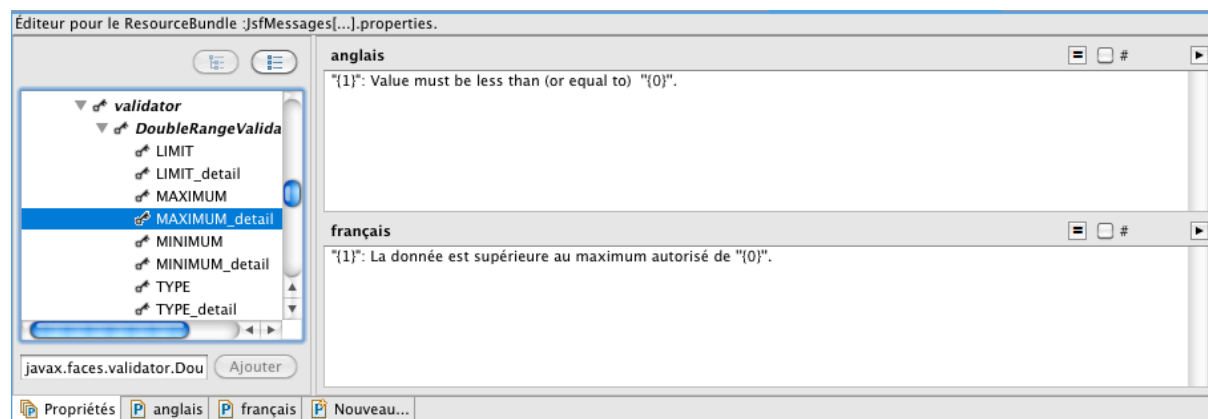 Éditeur pour le ResourceBundle :JsfMessages[...].properties.
validator
DoubleRangeValida
LIMIT
LIMIT_detail
MAXIMUM
MAXIMUM_detail
MINIMUM
MINIMUM_detail
TYPE
TYPE_detail
javax.faces.validator.Dou
Ajouter
anglais
= #
"{1}": Value must be less than (or equal to)  "{0}".
français
= #
"{1}": La donnée est supérieure au maximum autorisé de "{0}".
Propriétés anglais français Nouveau...